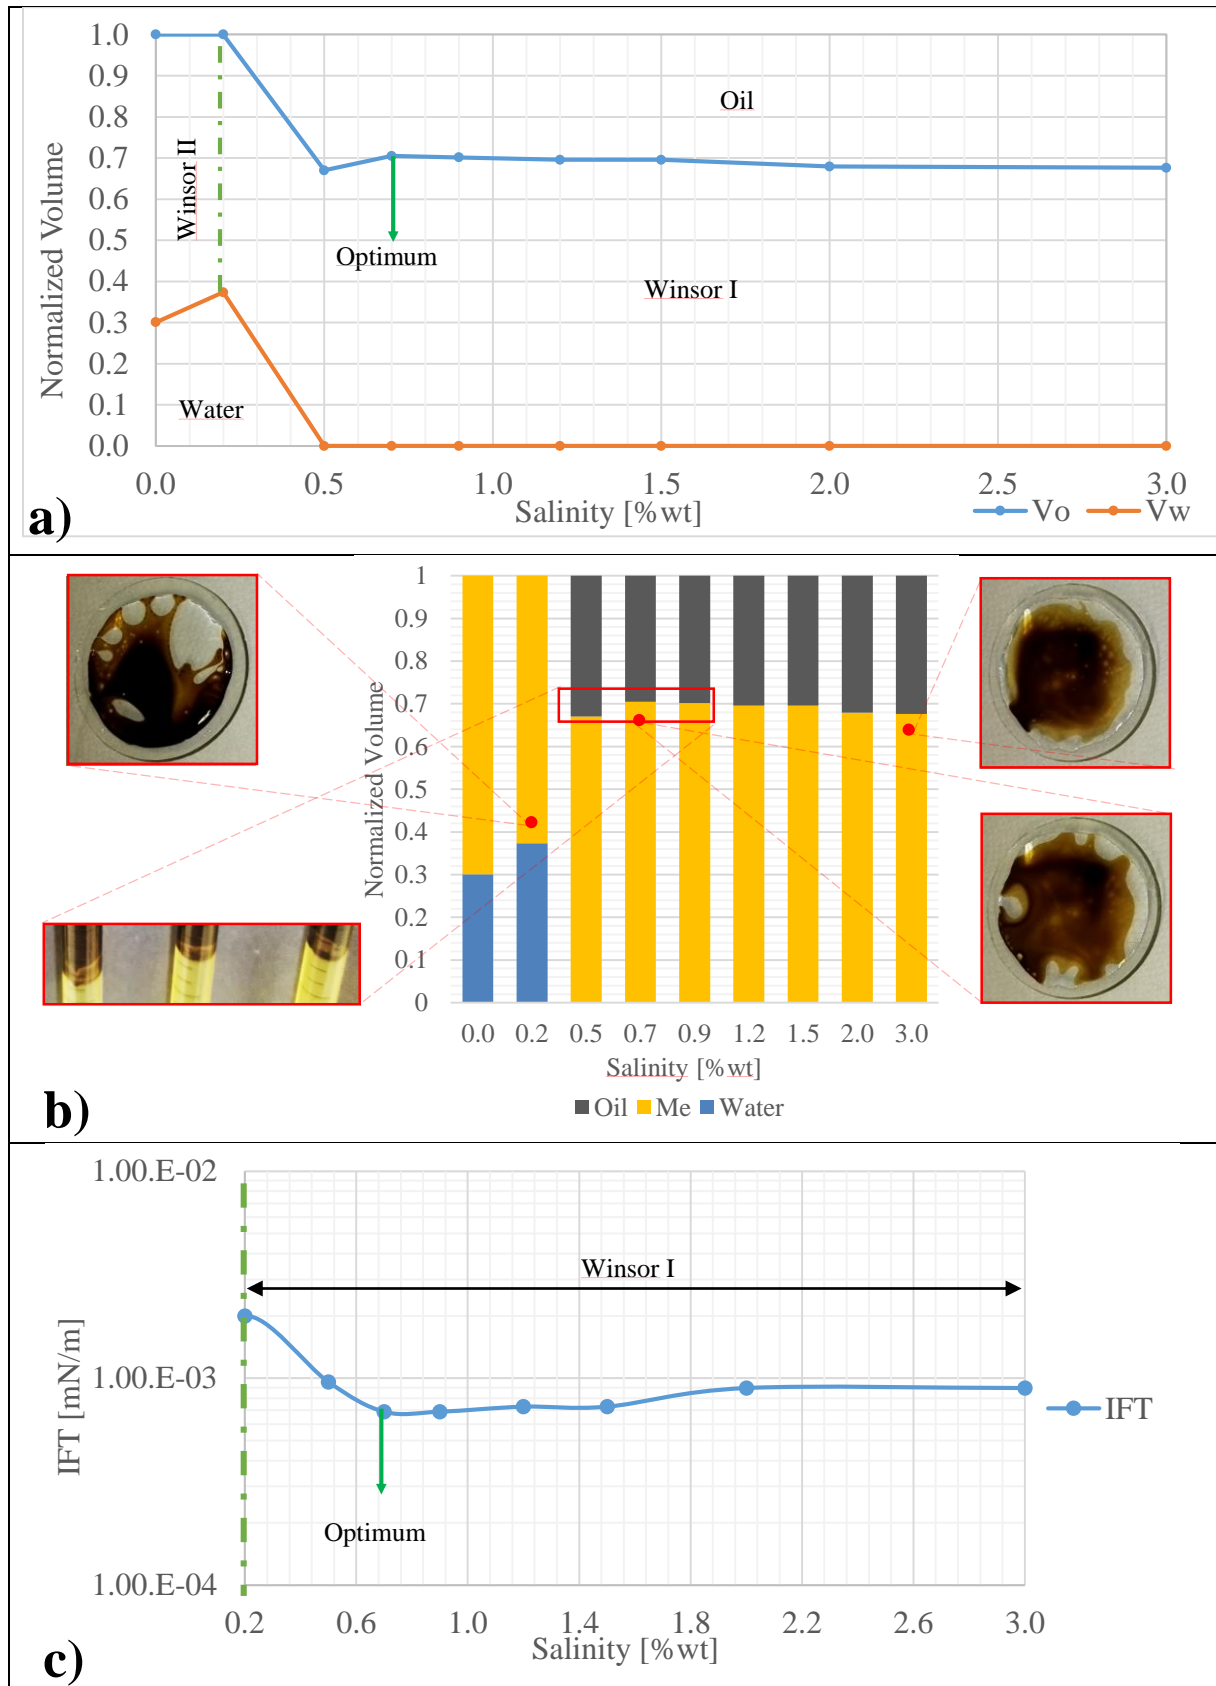 1.0
0.9
0.8
0.7
0.6
0.5
0.4
0.3
0.2
0.1
0.0
Normalized Volume
Winsor II
Oil
Optimum
Winsor I
Water
0.0 0.5 1.0 1.5 2.0 2.5 3.0
Salinity [%wt]
Vo Vw
a)
1
0.9
0.8
0.7
0.6
0.5
0.4
0.3
0.2
0.1
0
Normalized Volume
0.0 0.2 0.5 0.7 0.9 1.2 1.5 2.0 3.0
Salinity [%wt]
Oil Me Water
b)
1.00.E-02
1.00.E-03
1.00.E-04
IFT [mN/m]
Winsor I
IFT
Optimum
0.2 0.6 1.0 1.4 1.8 2.2 2.6 3.0
Salinity [%wt]
c)